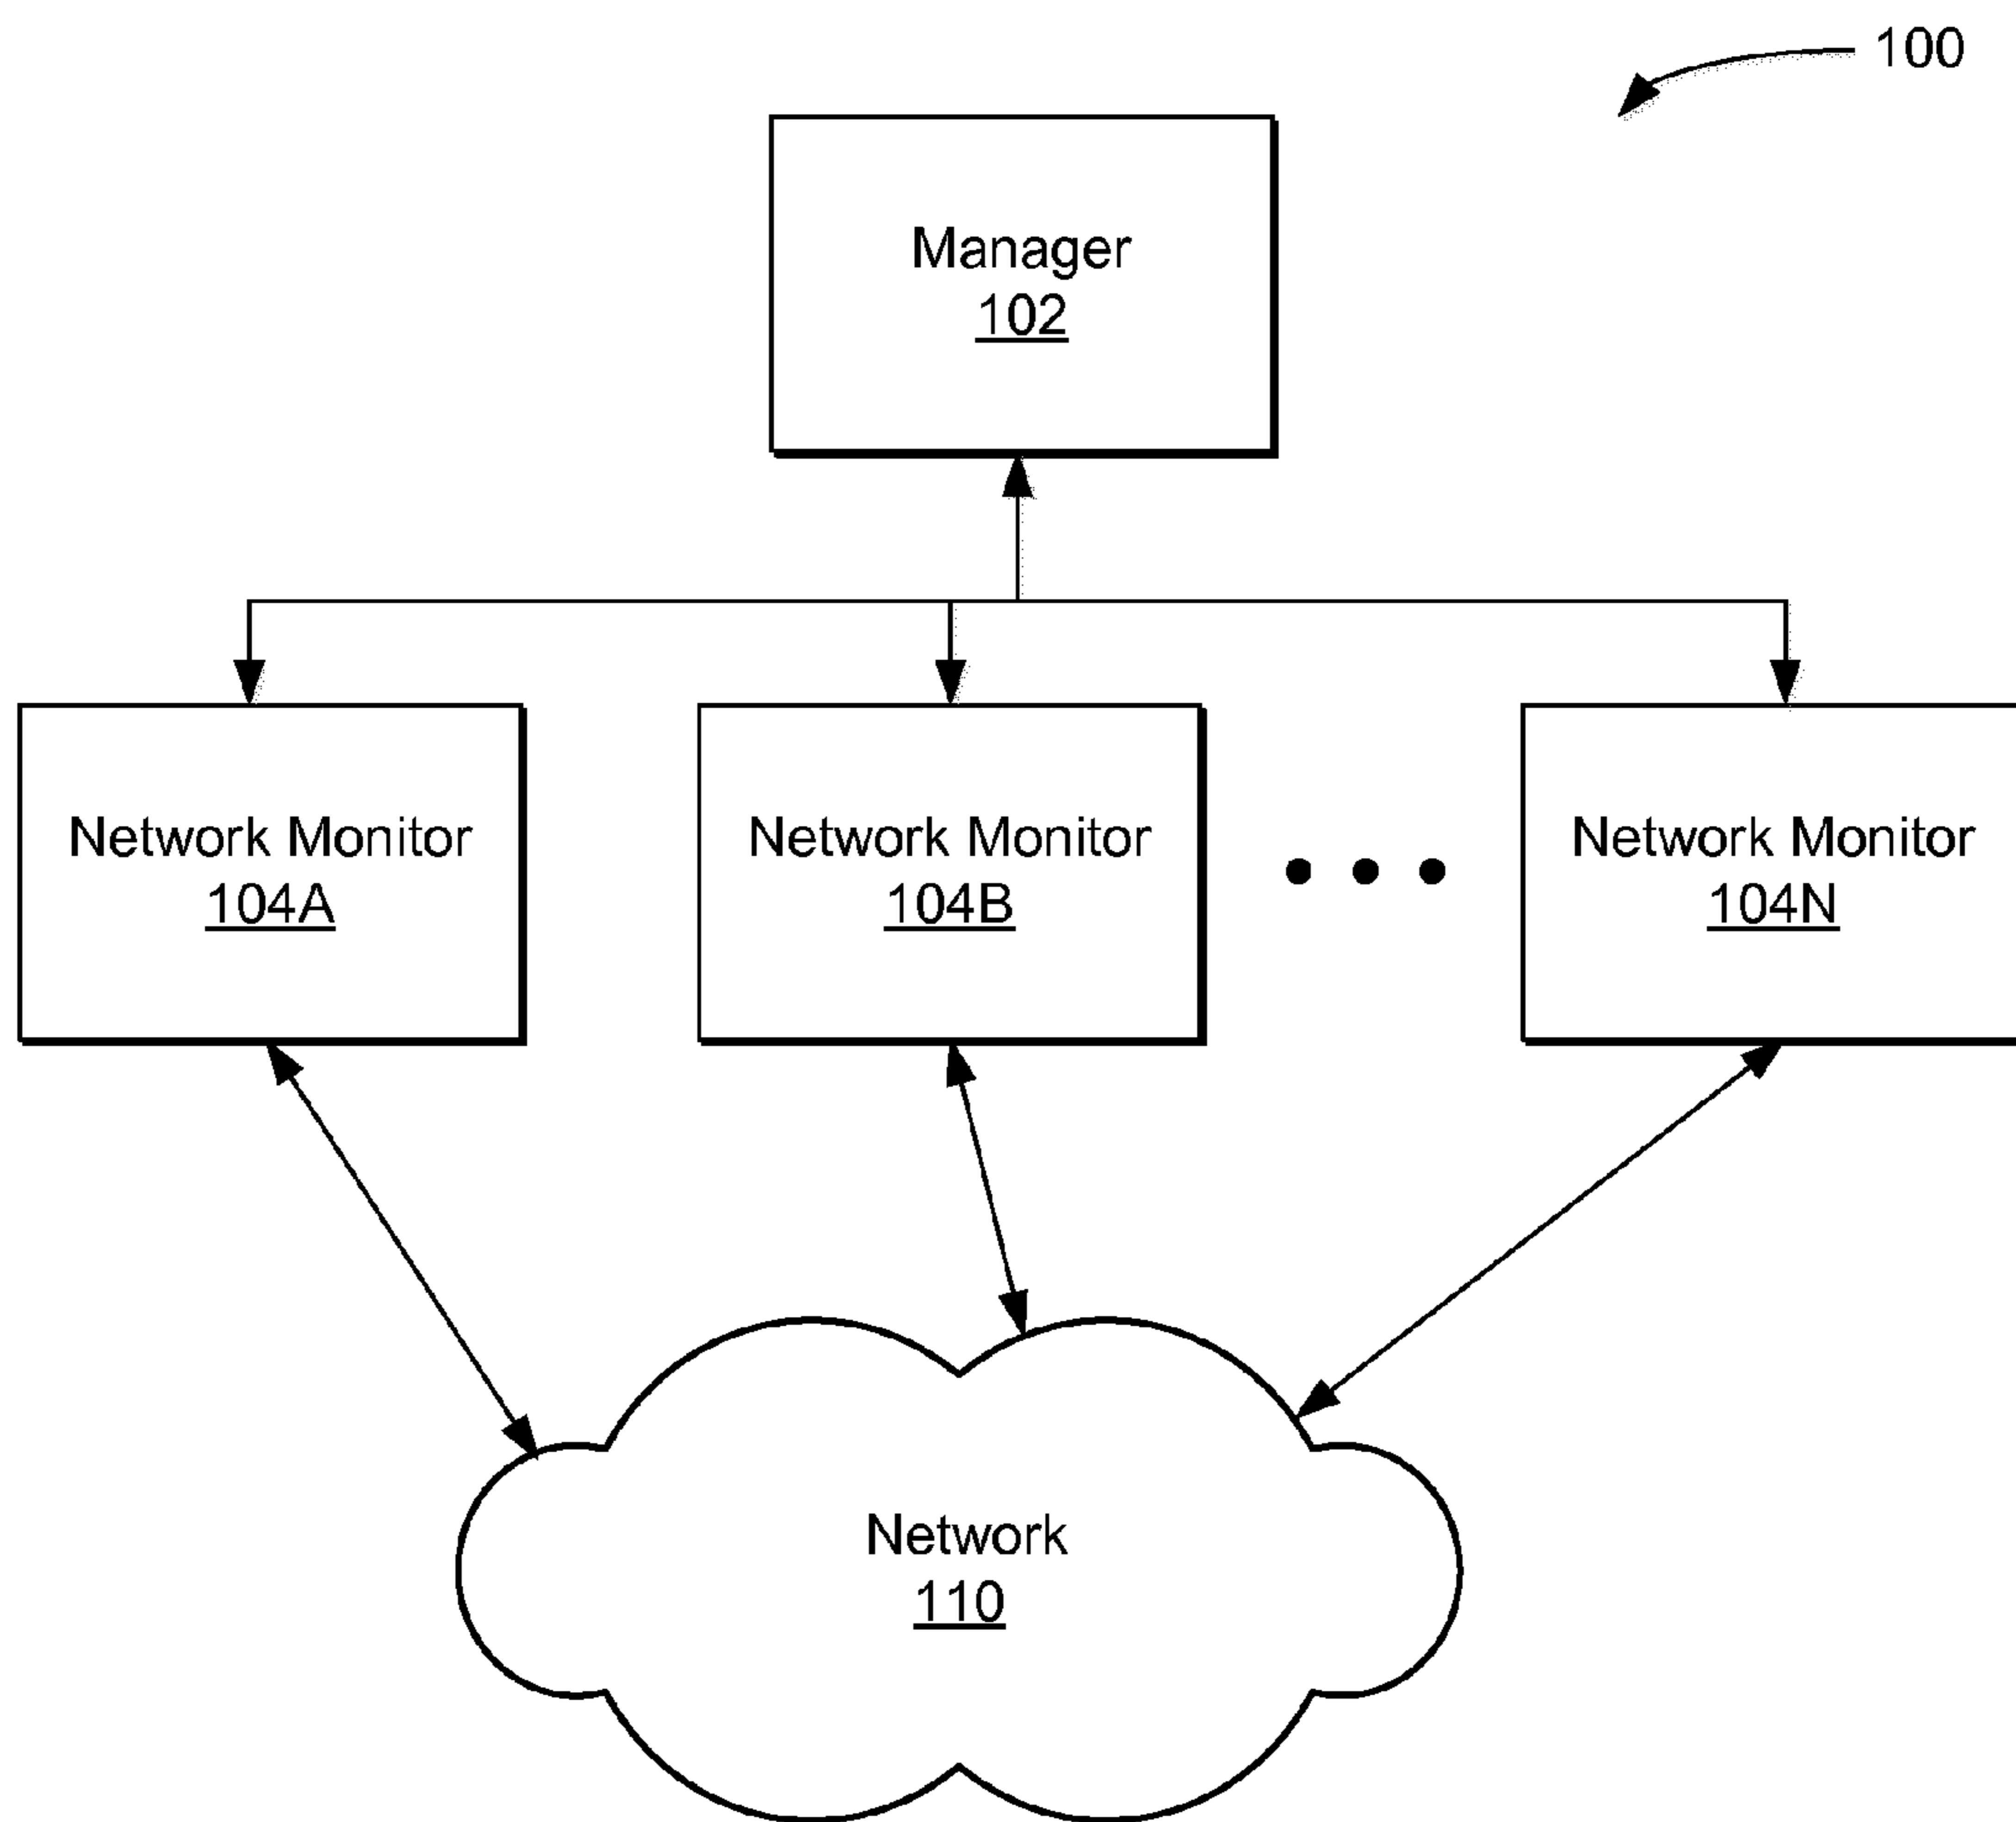 100
Manager
102
Network Monitor
104A
Network Monitor
104B
Network Monitor
104N
Network
110